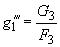 g₁‴ = G₃/F₃